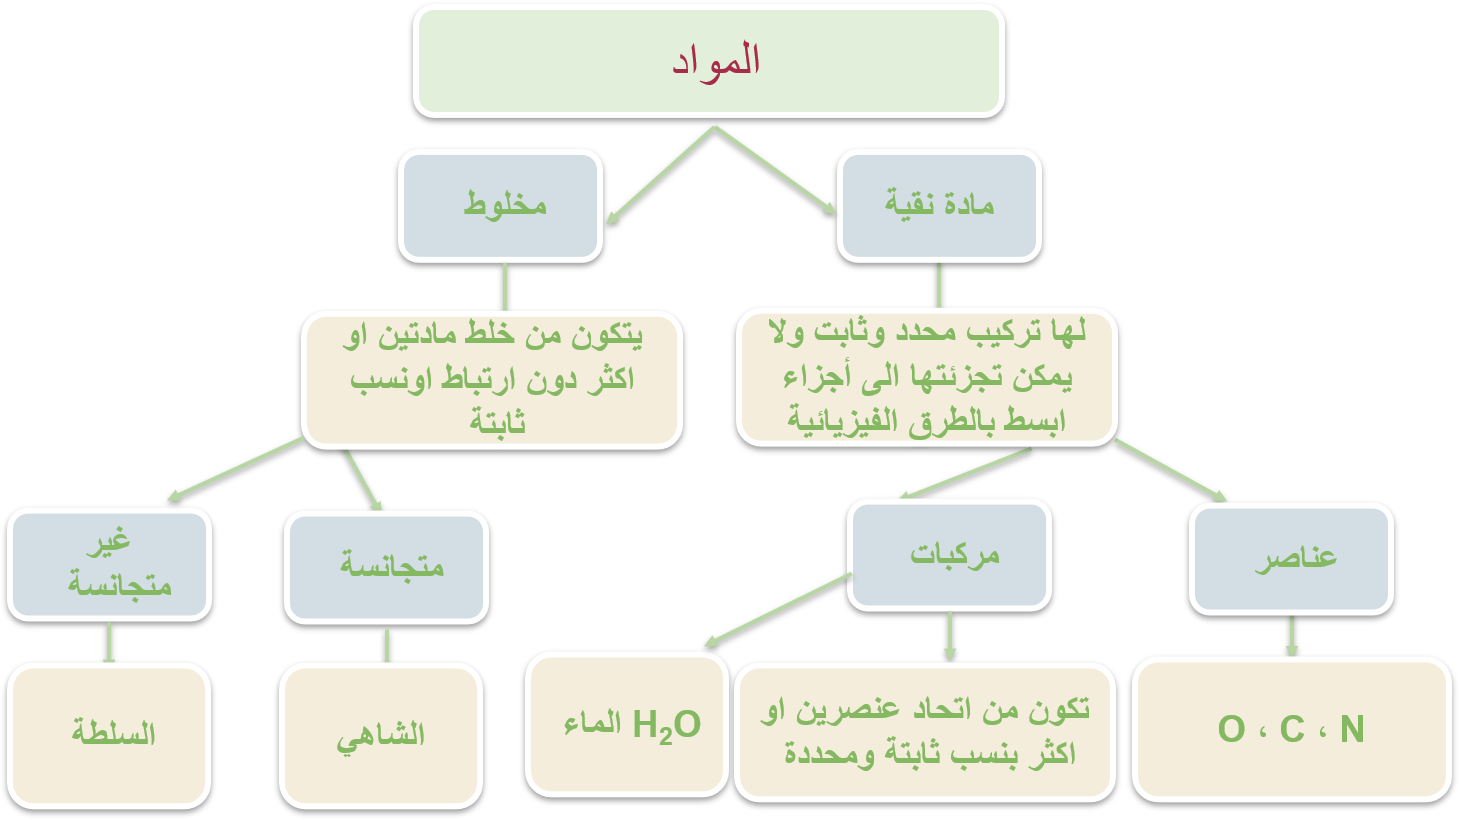 المواد
مادة نقية
مخلوط
لها تركيب محدد وثابت ولا
يمكن تجزئتها الى أجزاء
ابسط بالطرق الفيزيائية
يتكون من خلط مادتين او
اكثر دون ارتباط اونسب
ثابتة
عناصر
مركبات
متجانسة
غير
متجانسة
O ، C ، N
تكون من اتحاد عنصرين او
اكثر بنسب ثابتة ومحددة
الماء H₂O
الشاهي
السلطة